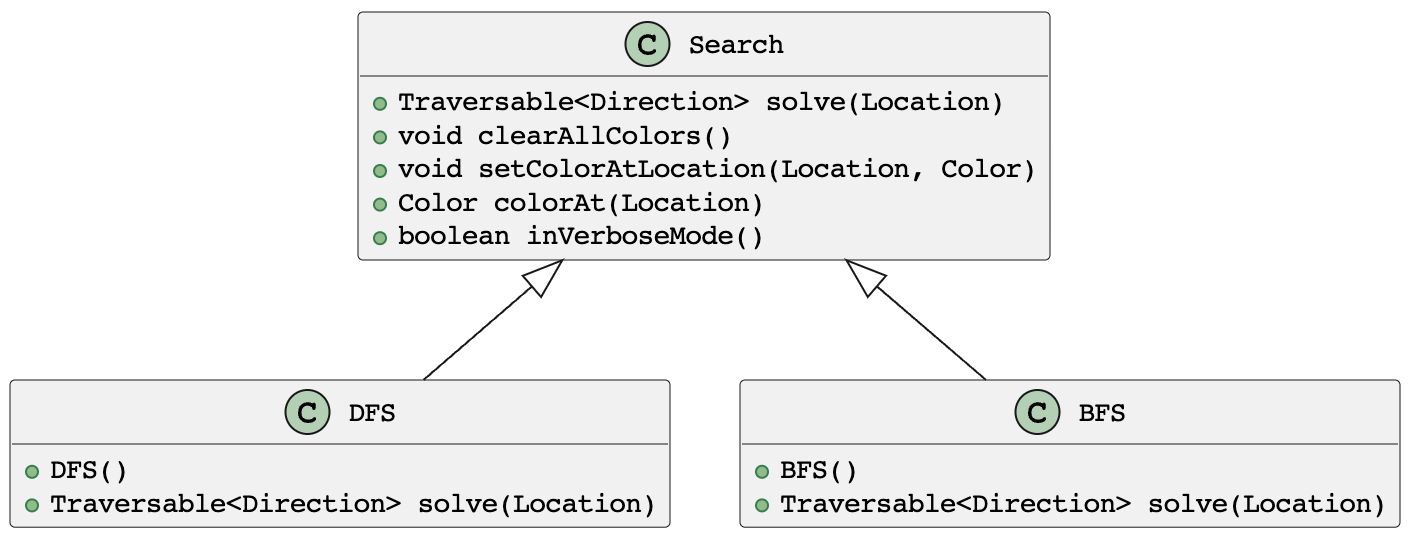 C Search
Traversable<Direction> solve(Location)
void clearAllColors()
void setColorAtLocation(Location, Color)
Color colorAt(Location)
boolean inVerboseMode()
C DFS
DFS()
Traversable<Direction> solve(Location)
C BFS
BFS()
Traversable<Direction> solve(Location)